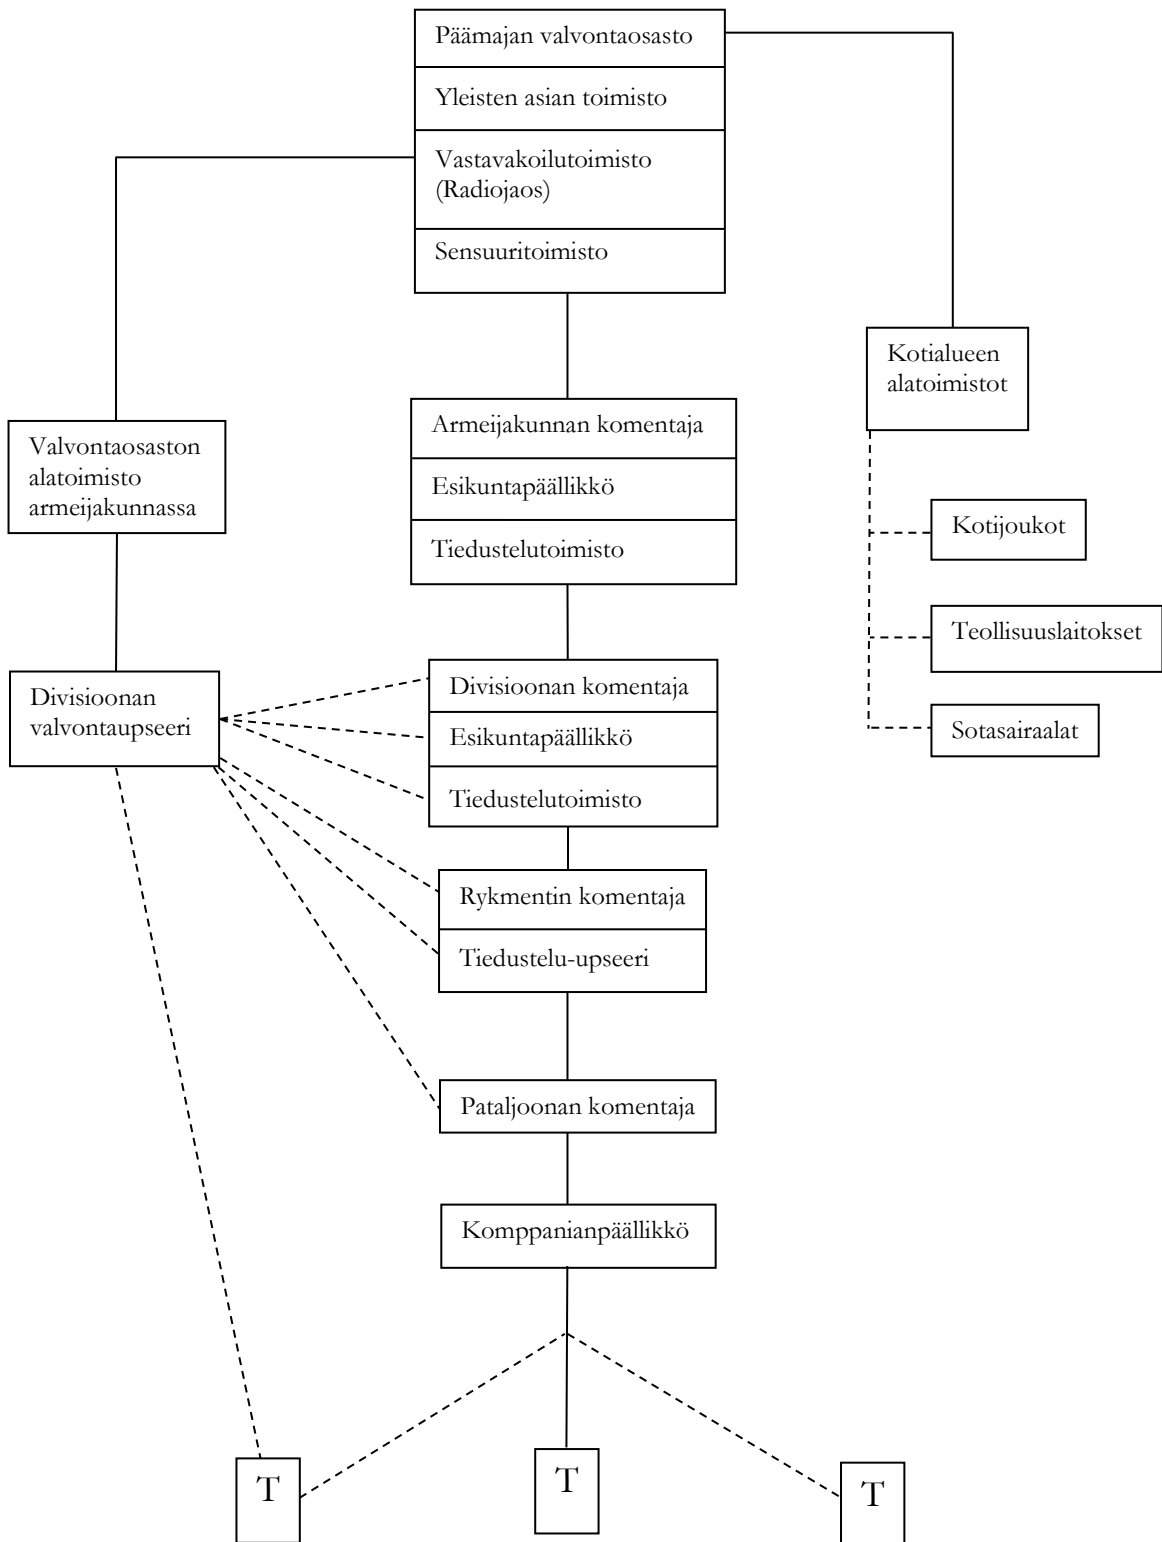 Päämajan valvontaosasto
Yleisten asian toimisto
Vastavakoilutoimisto
(Radiojaos)
Sensuuritoimisto
Kotialueen
alatoimistot
Armeijakunnan komentaja
Valvontaosaston
alatoimisto
armeijakunnassa
Esikuntapäällikkö
Tiedustelutoimisto
Kotijoukot
Teollisuuslaitokset
Sotasairaalat
Divisioonan
valvontaupseeri
Divisioonan komentaja
Esikuntapäällikkö
Tiedustelutoimisto
Rykmentin komentaja
Tiedustelu-upseeri
Pataljoonan komentaja
Komppanianpäällikkö
T
T
T